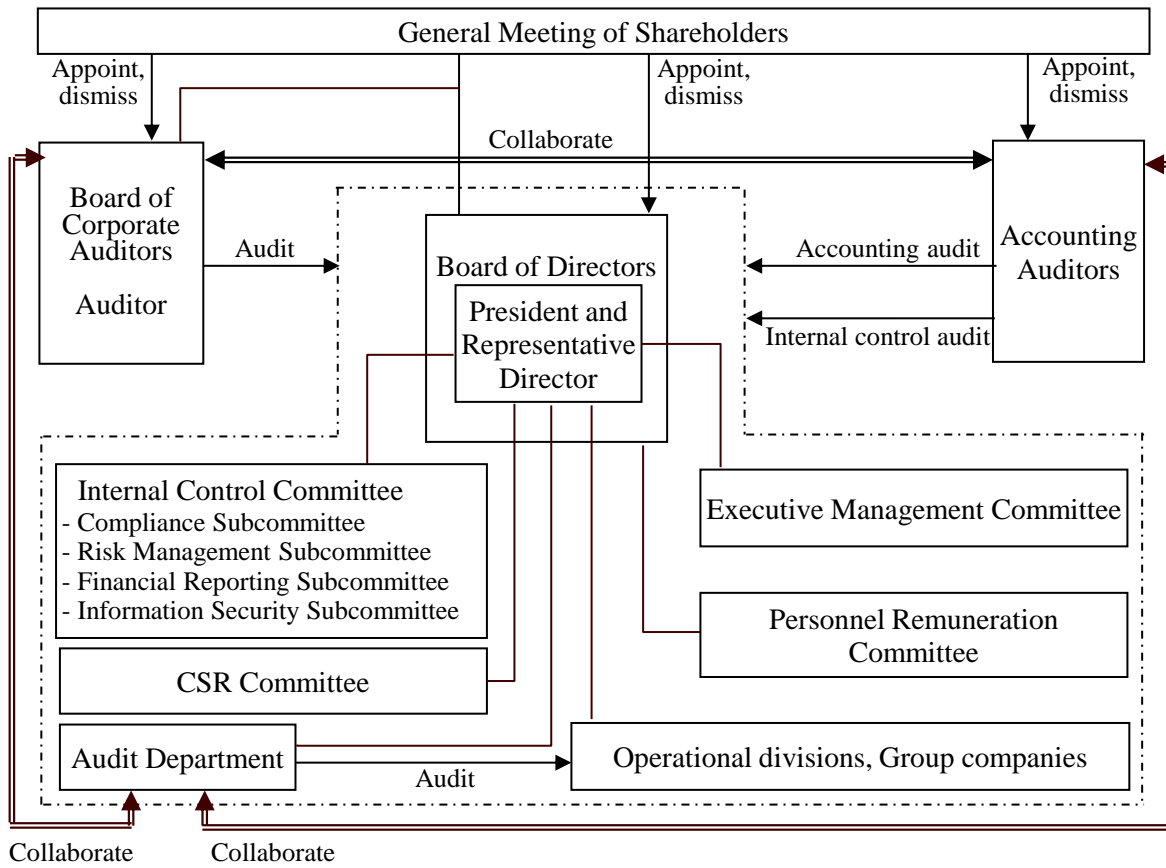 General Meeting of Shareholders
Appoint,
dismiss
Appoint,
dismiss
Appoint,
dismiss
Collaborate
Board of
Corporate
Auditors
Auditor
Audit
Board of Directors
President and
Representative
Director
Accounting audit
Internal control audit
Accounting
Auditors
Internal Control Committee
- Compliance Subcommittee
- Risk Management Subcommittee
- Financial Reporting Subcommittee
- Information Security Subcommittee
Executive Management Committee
Personnel Remuneration
Committee
CSR Committee
Audit Department
Audit
Operational divisions, Group companies
Collaborate
Collaborate